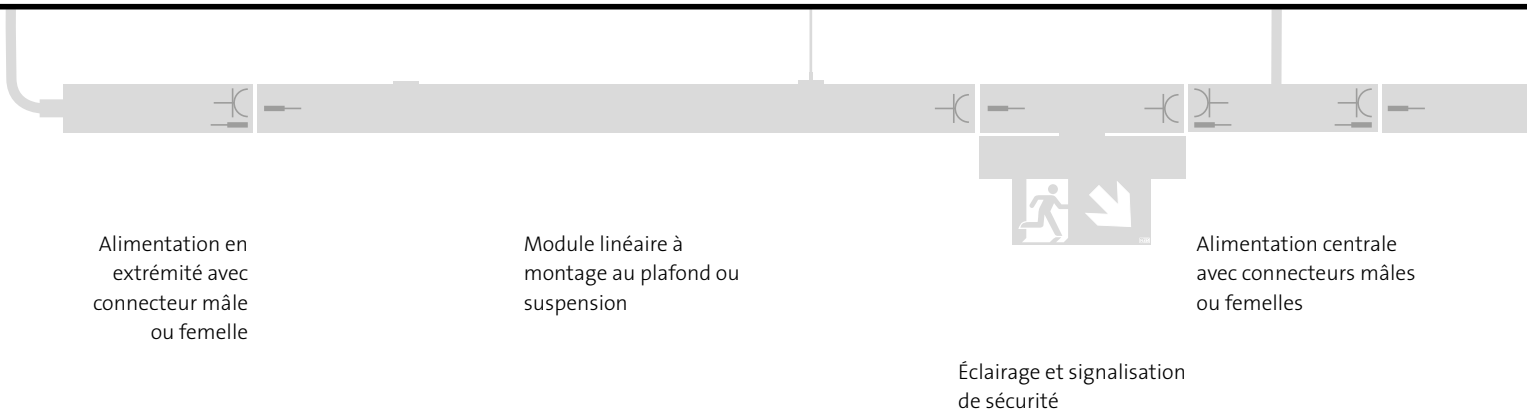 Alimentation en
extrémité avec
connecteur mâle
ou femelle
Module linéaire à
montage au plafond ou
suspension
Éclairage et signalisation
de sécurité
Alimentation centrale
avec connecteurs mâles
ou femelles